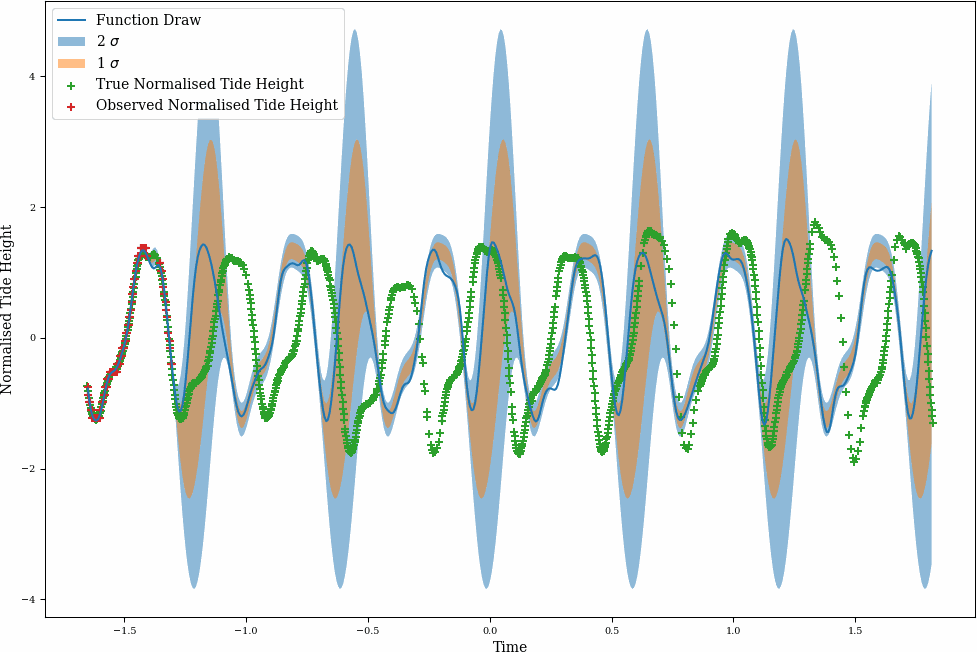 Function Draw
2 σ
1 σ
True Normalised Tide Height
Observed Normalised Tide Height
Normalised Tide Height
4
2
0
−2
−4
−1.5
−1.0
−0.5
0.0
0.5
1.0
1.5
Time